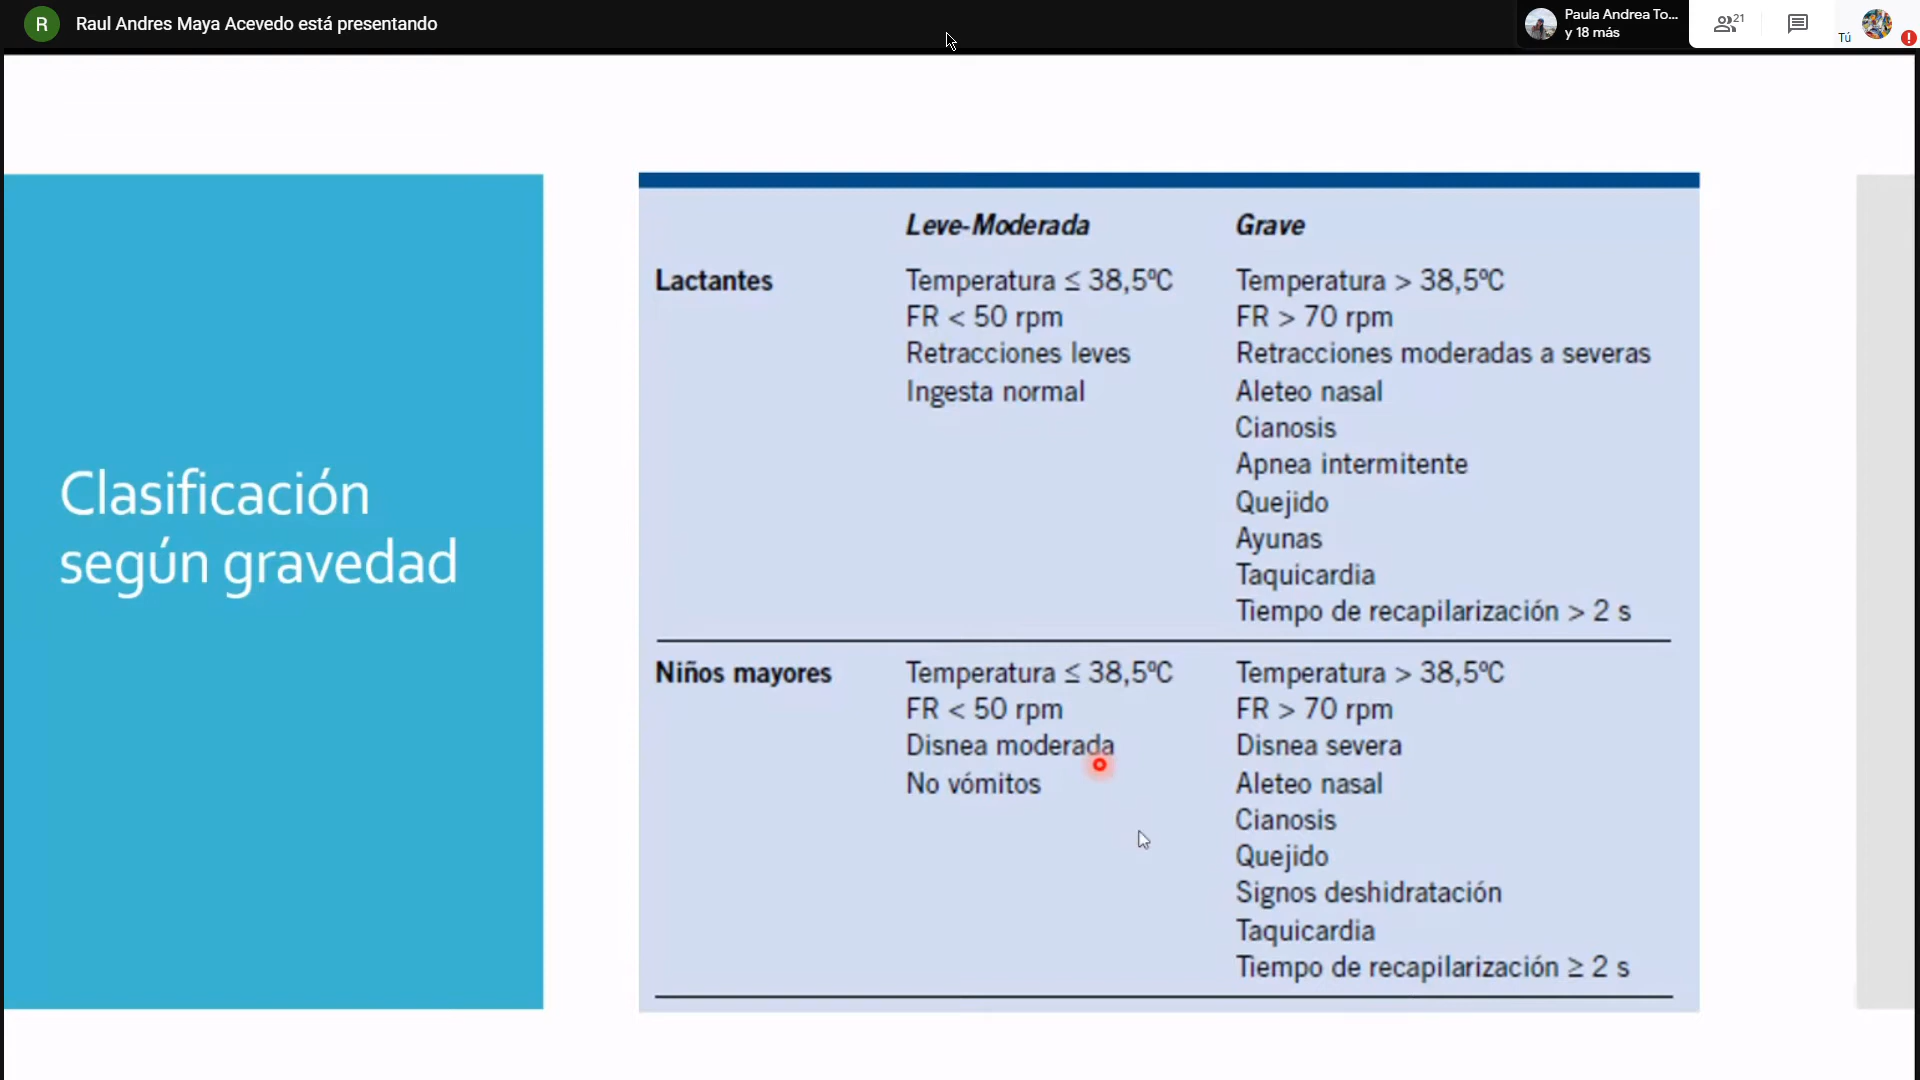 R
Raul Andres Maya Acevedo está presentando
Paula Andrea To...
y 18 más
21
Tú
Clasificación
según gravedad
Leve-Moderada
Grave
Lactantes
Temperatura ≤ 38,5ºC
Temperatura > 38,5ºC
FR < 50 rpm
FR > 70 rpm
Retracciones leves
Retracciones moderadas a severas
Ingesta normal
Aleteo nasal
Cianosis
Apnea intermitente
Quejido
Ayunas
Taquicardia
Tiempo de recapilarización > 2 s
Niños mayores
Temperatura ≤ 38,5ºC
Temperatura > 38,5ºC
FR < 50 rpm
FR > 70 rpm
Disnea moderada
Disnea severa
No vómitos
Aleteo nasal
Cianosis
Quejido
Signos deshidratación
Taquicardia
Tiempo de recapilarización ≥ 2 s